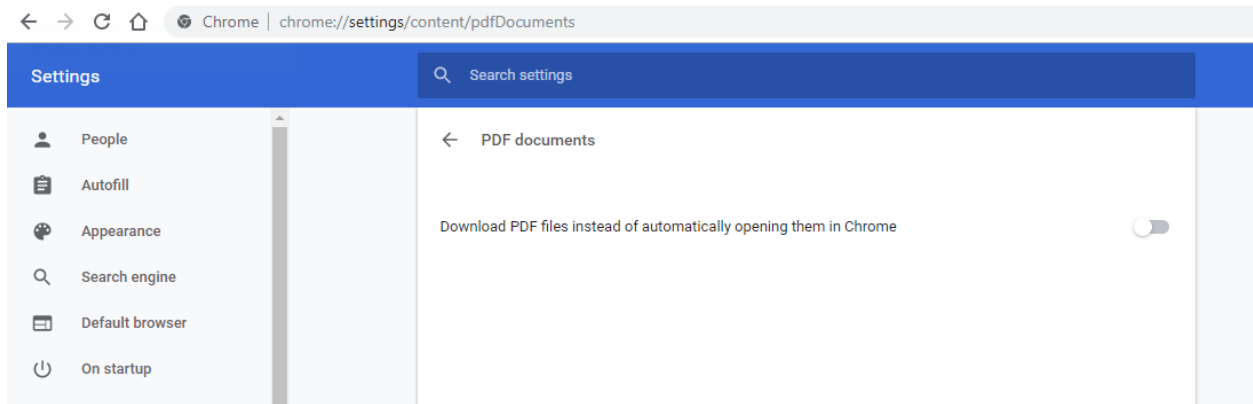 Chrome | chrome://settings/content/pdfDocuments
Settings
Search settings
People
Autofill
Appearance
Search engine
Default browser
On startup
PDF documents
Download PDF files instead of automatically opening them in Chrome